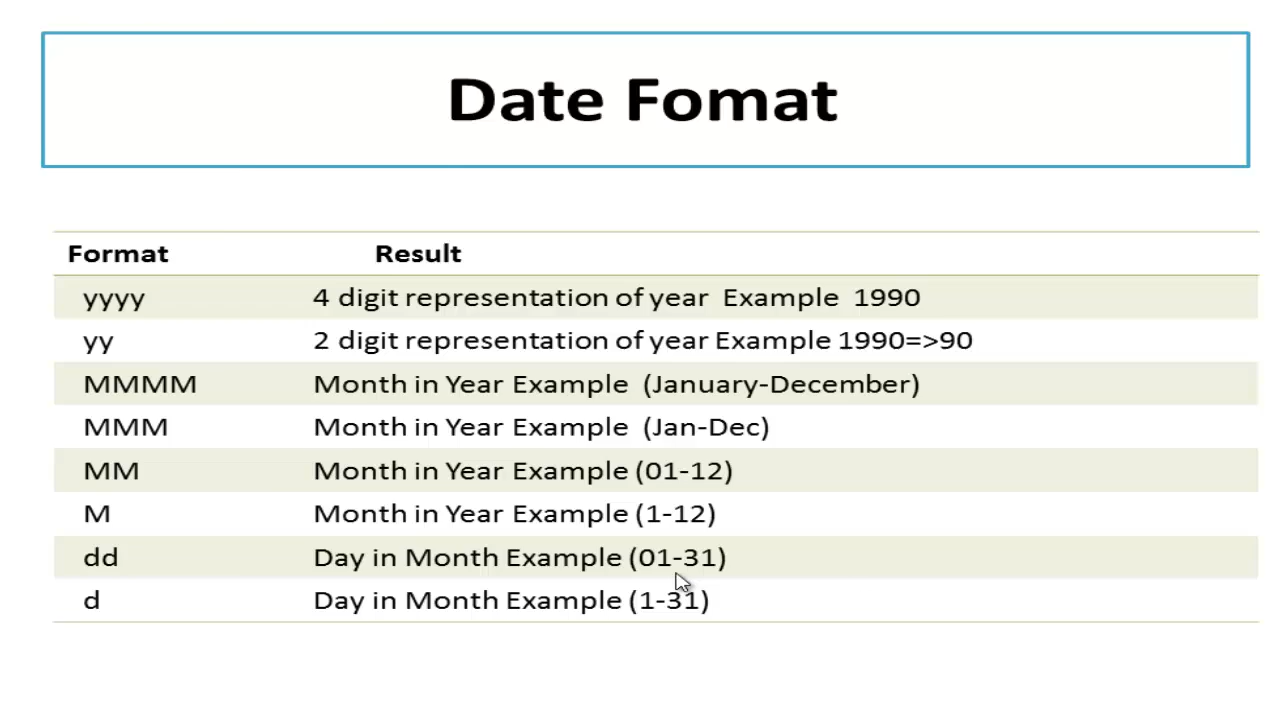 Date Fomat
Format Result
yyyy 4 digit representation of year Example 1990
yy 2 digit representation of year Example 1990=>90
MMMM Month in Year Example (January-December)
MMM Month in Year Example (Jan-Dec)
MM Month in Year Example (01-12)
M Month in Year Example (1-12)
dd Day in Month Example (01-31)
d Day in Month Example (1-31)